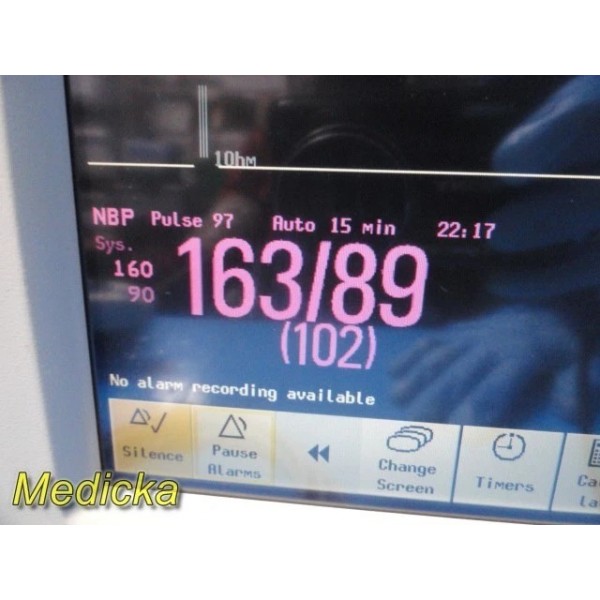 10hm
NBP Pulse 97 Auto 15 min 22:17
Sys.
160
90
163/89
(102)
No alarm recording available
Silence
Pause
Alarms
Change
Screen
Timers
Medicka